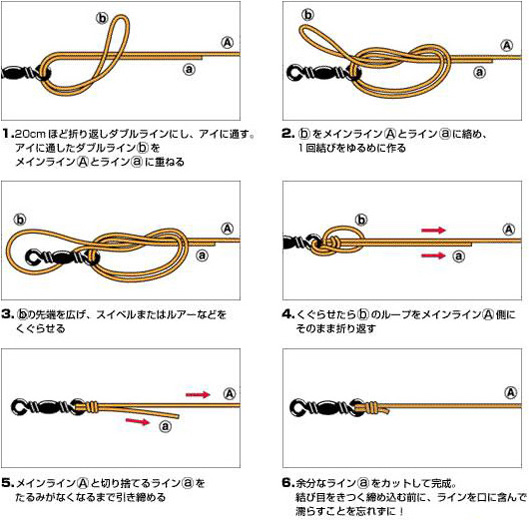 ⓑ
Ⓐ
ⓐ
1.20cmほど折り返しダブルラインにし、アイに通す。
アイに通したダブルラインⓑを
メインラインⒶとラインⓐに重ねる
ⓑ
Ⓐ
ⓐ
2.ⓑをメインラインⒶとラインⓐに絡め、
1回結びをゆるめに作る
ⓑ
Ⓐ
ⓐ
3.ⓑの先端を広げ、スイベルまたはルアーなどを
くぐらせる
ⓑ
Ⓐ
ⓐ
4.くぐらせたらⓑのループをメインラインⒶ側に
そのまま折り返す
Ⓐ
ⓐ
5.メインラインⒶと切り捨てるラインⓐを
たるみがなくなるまで引き締める
Ⓐ
6.余分なラインⓐをカットして完成。
結び目をきつく締め込む前に、ラインを口に含んで
濡らすことを忘れずに！